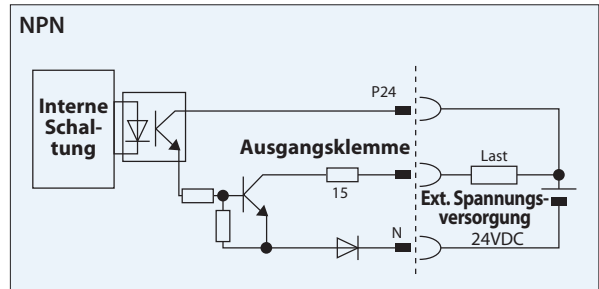 NPN
P24
Interne
Schal-
tung
Ausgangsklemme
Last
15
Ext. Spannungs-
versorgung
N
24VDC